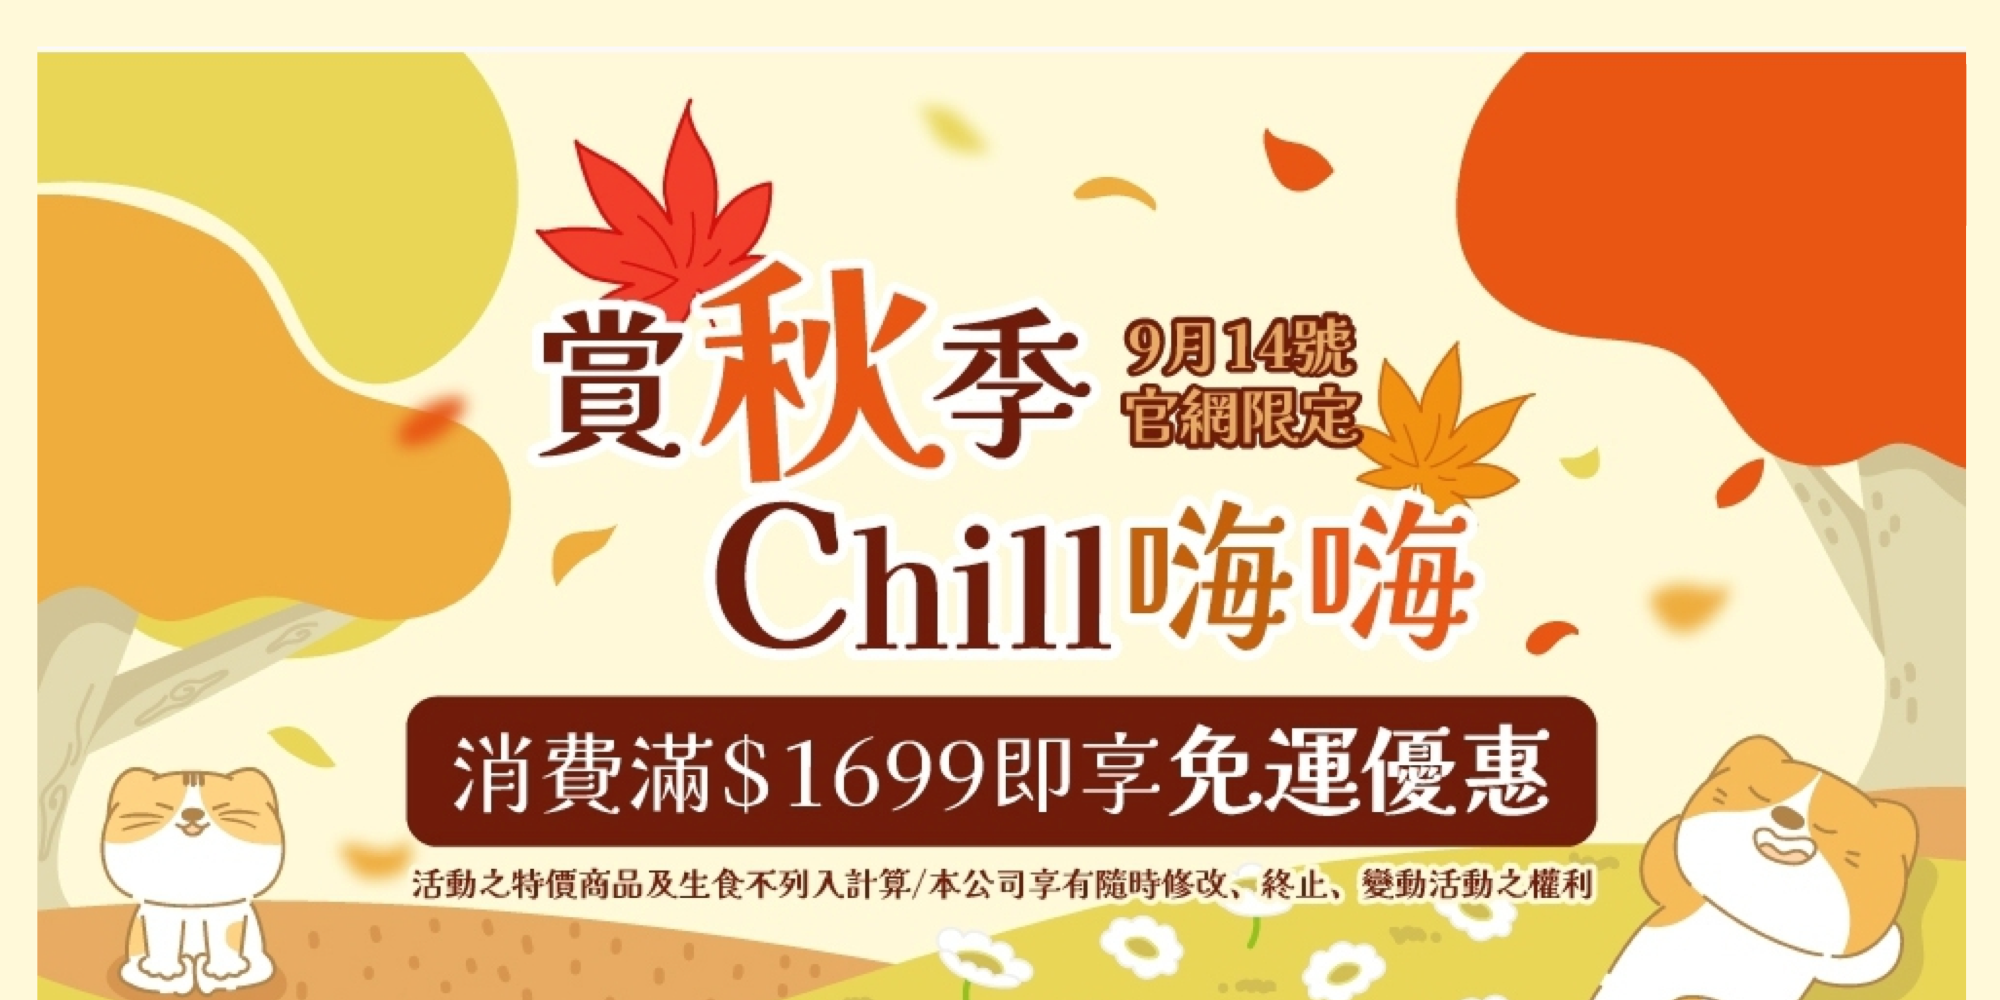 賞秋季
9月14號
官網限定
Chill嗨嗨
消費滿$1699即享免運優惠
活動之特價商品及生食不列入計算/本公司享有隨時修改、終止、變動活動之權利